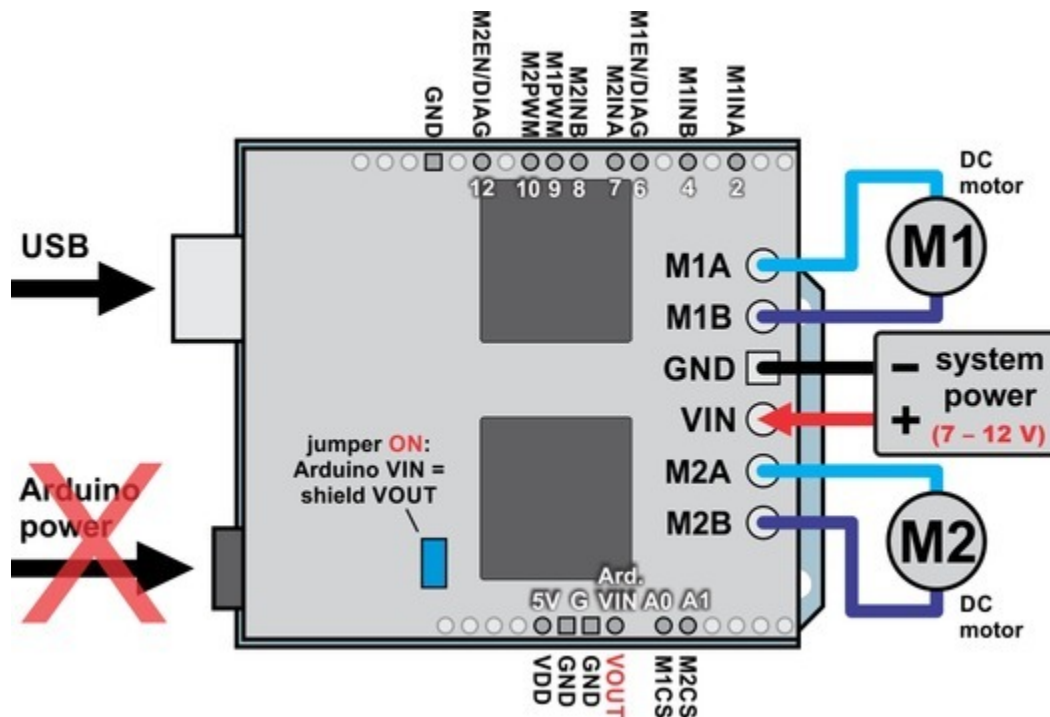 GND
M2EN/DIAG
M2PWM
M1PWM
M2INB
M2INA
M1EN/DIAG
M1INB
M1INA
12 10 9 8 7 6 4 2
DC
motor
M1
USB
M1A
M1B
GND
VIN
M2A
M2B
− system
power
+ (7 – 12 V)
jumper ON:
Arduino VIN =
shield VOUT
Arduino
power
M2
DC
motor
Ard.
5V G VIN A0 A1
VDD
GND
GND
VOUT
M1CS
M2CS